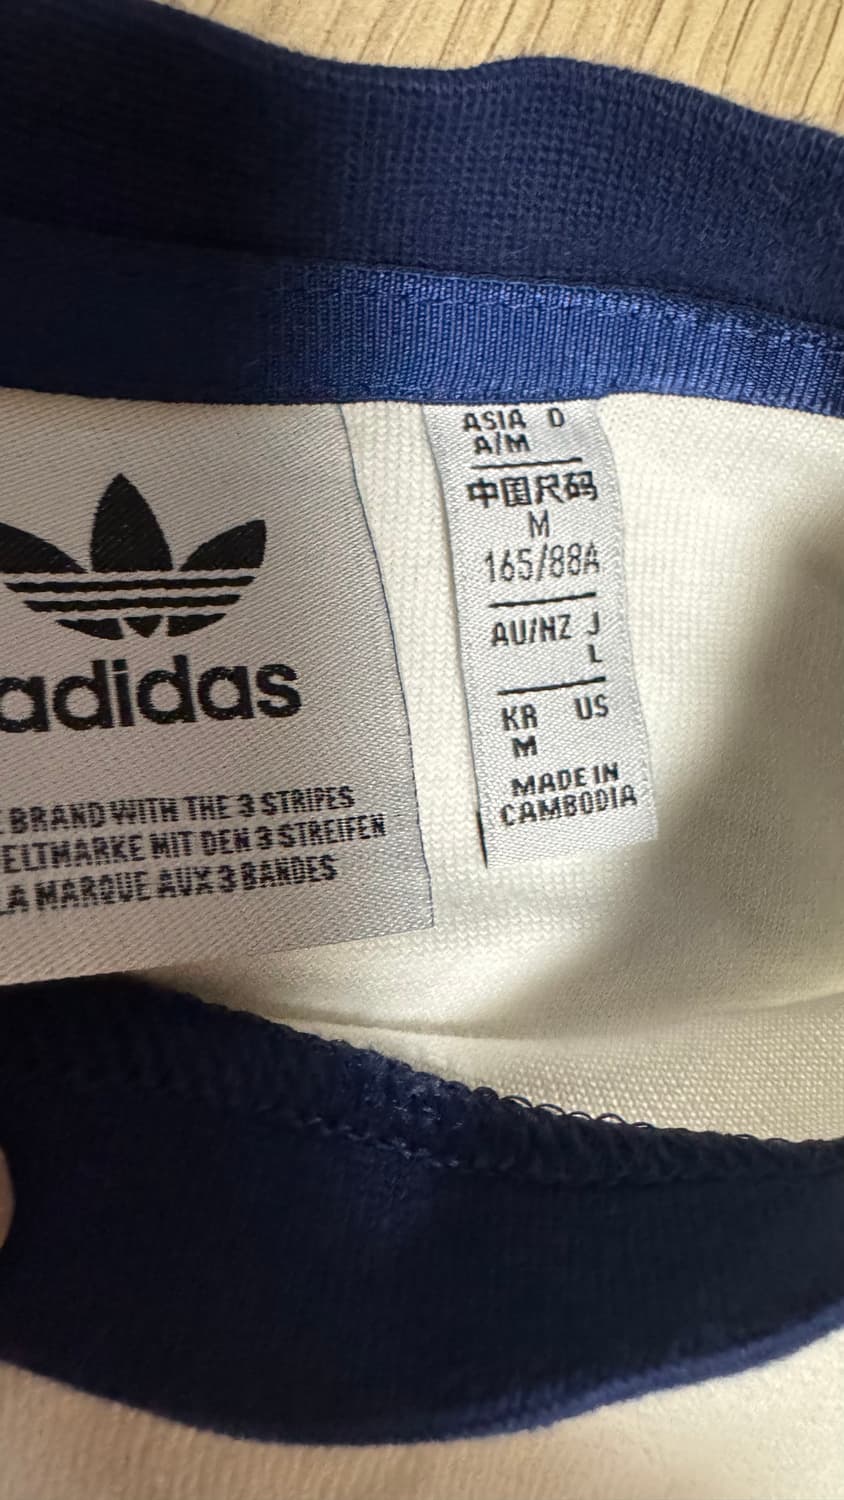 adidas
BRAND WITH THE 3 STRIPES
ELTMARKE MIT DEN 3 STREIFEN
LA MARQUE AUX 3 BANDES
ASIA D
A/M
中国尺码
M
165/88A
AU/NZ J
L
KR US
M
MADE IN
CAMBODIA